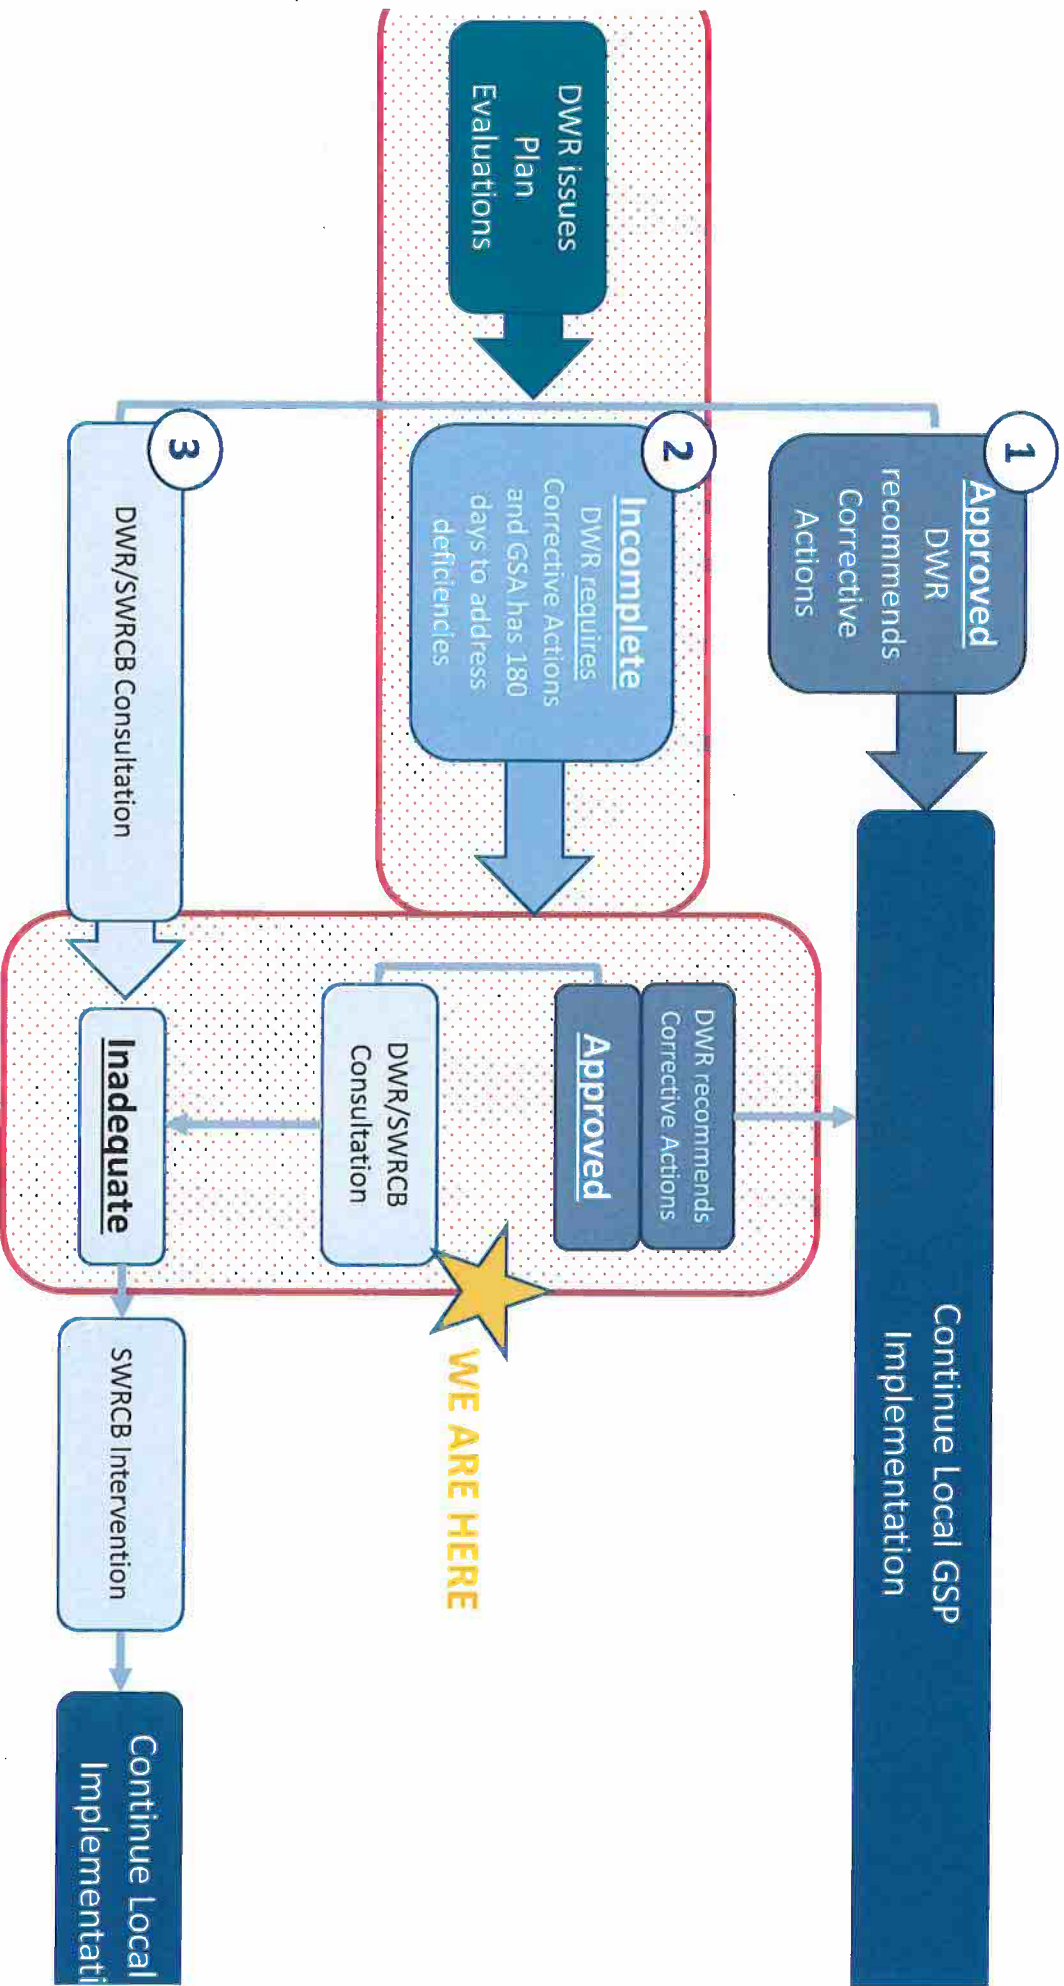 DWR issues
Plan
Evaluations
1
Approved
DWR
recommends
Corrective
Actions
Continue Local GSP
Implementation
2
Incomplete
DWR requires
Corrective Actions
and GSA has 180
days to address
deficiencies
DWR recommends
Corrective Actions
Approved
DWR/SWRCB
Consultation
WE ARE HERE
3
DWR/SWRCB Consultation
Inadequate
SWRCB Intervention
Continue Local
Implementati